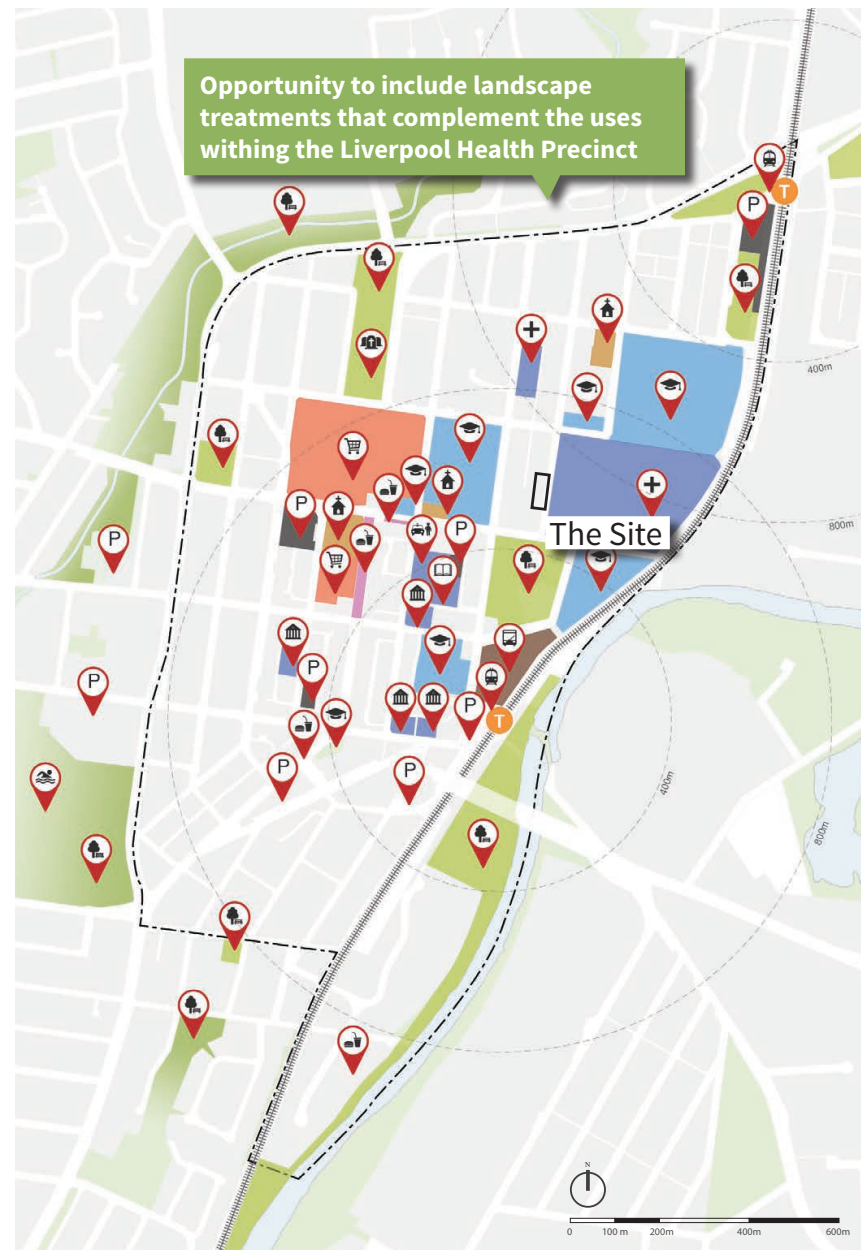 Opportunity to include landscape
treatments that complement the uses
withing the Liverpool Health Precinct
T
P
400m
P
The Site
800m
P
P
P
P
P
T
P
P
400m
800m
N
0 100 m 200m 400m 600m